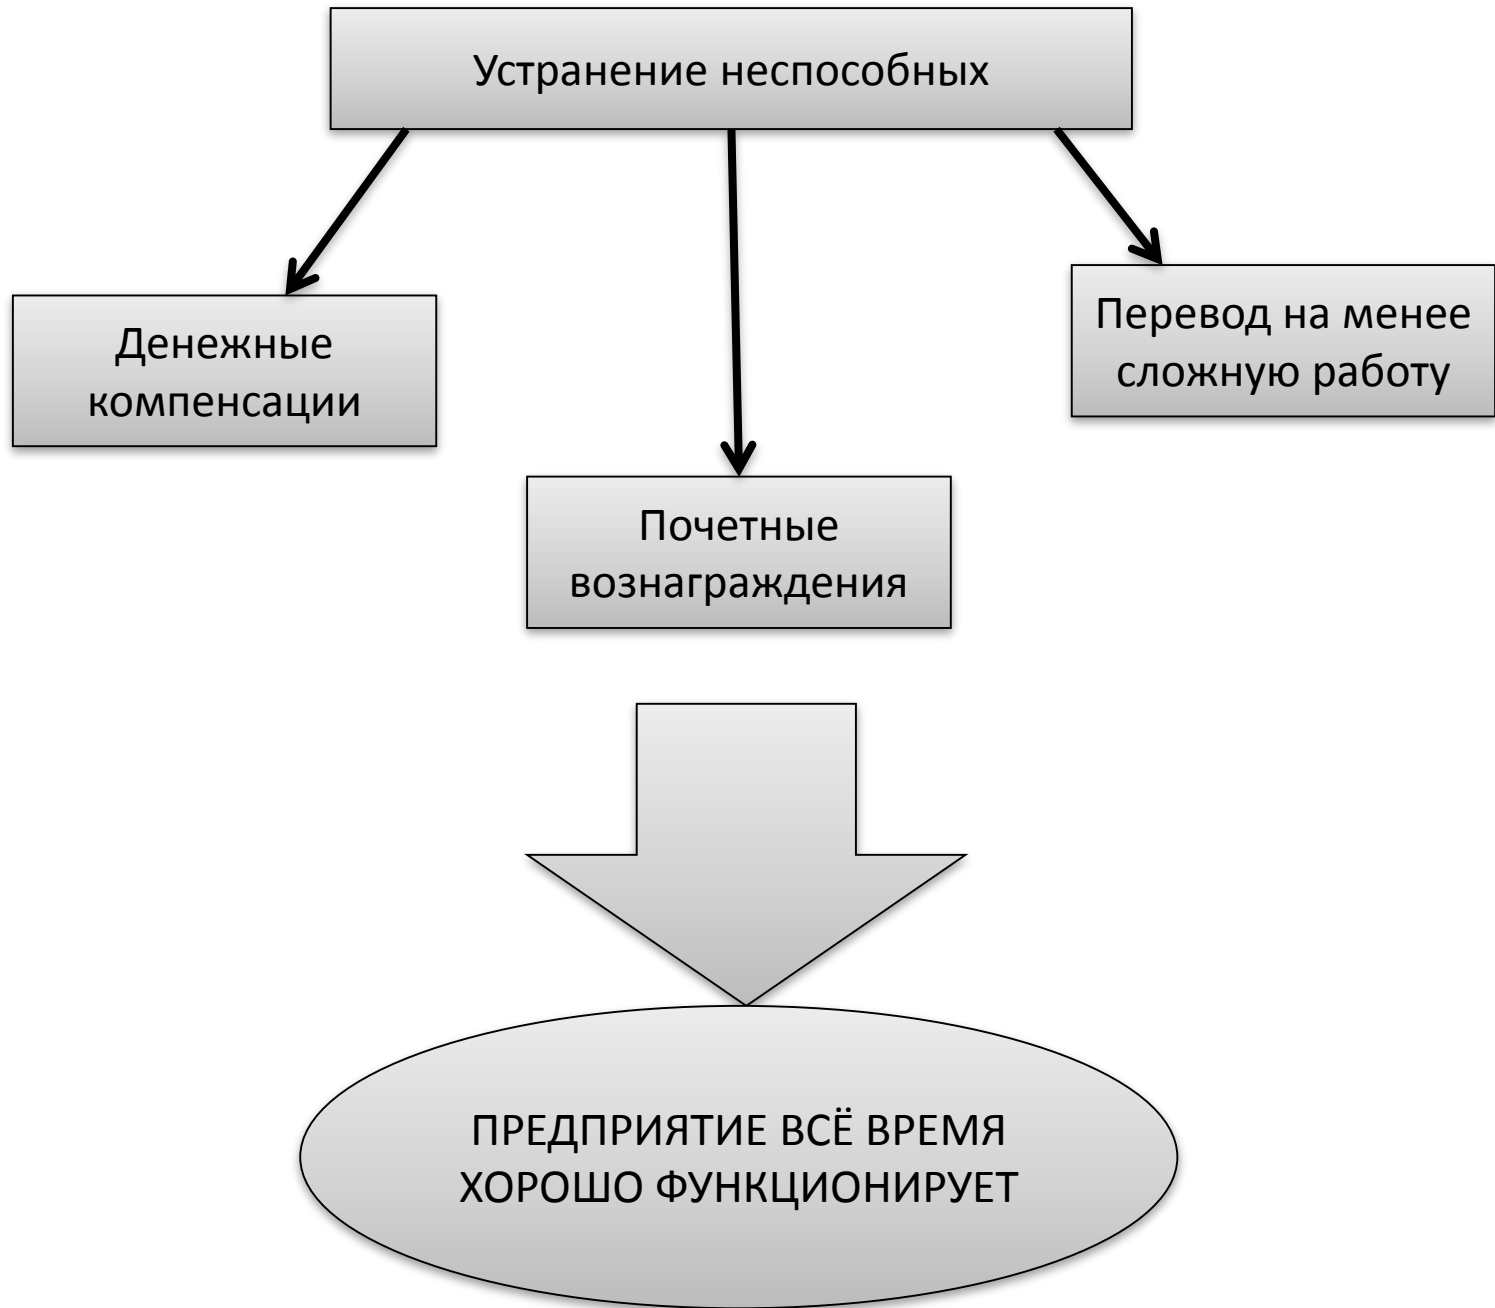 Устранение неспособных
Денежные
компенсации
Перевод на менее
сложную работу
Почетные
вознаграждения
ПРЕДПРИЯТИЕ ВСЁ ВРЕМЯ
ХОРОШО ФУНКЦИОНИРУЕТ